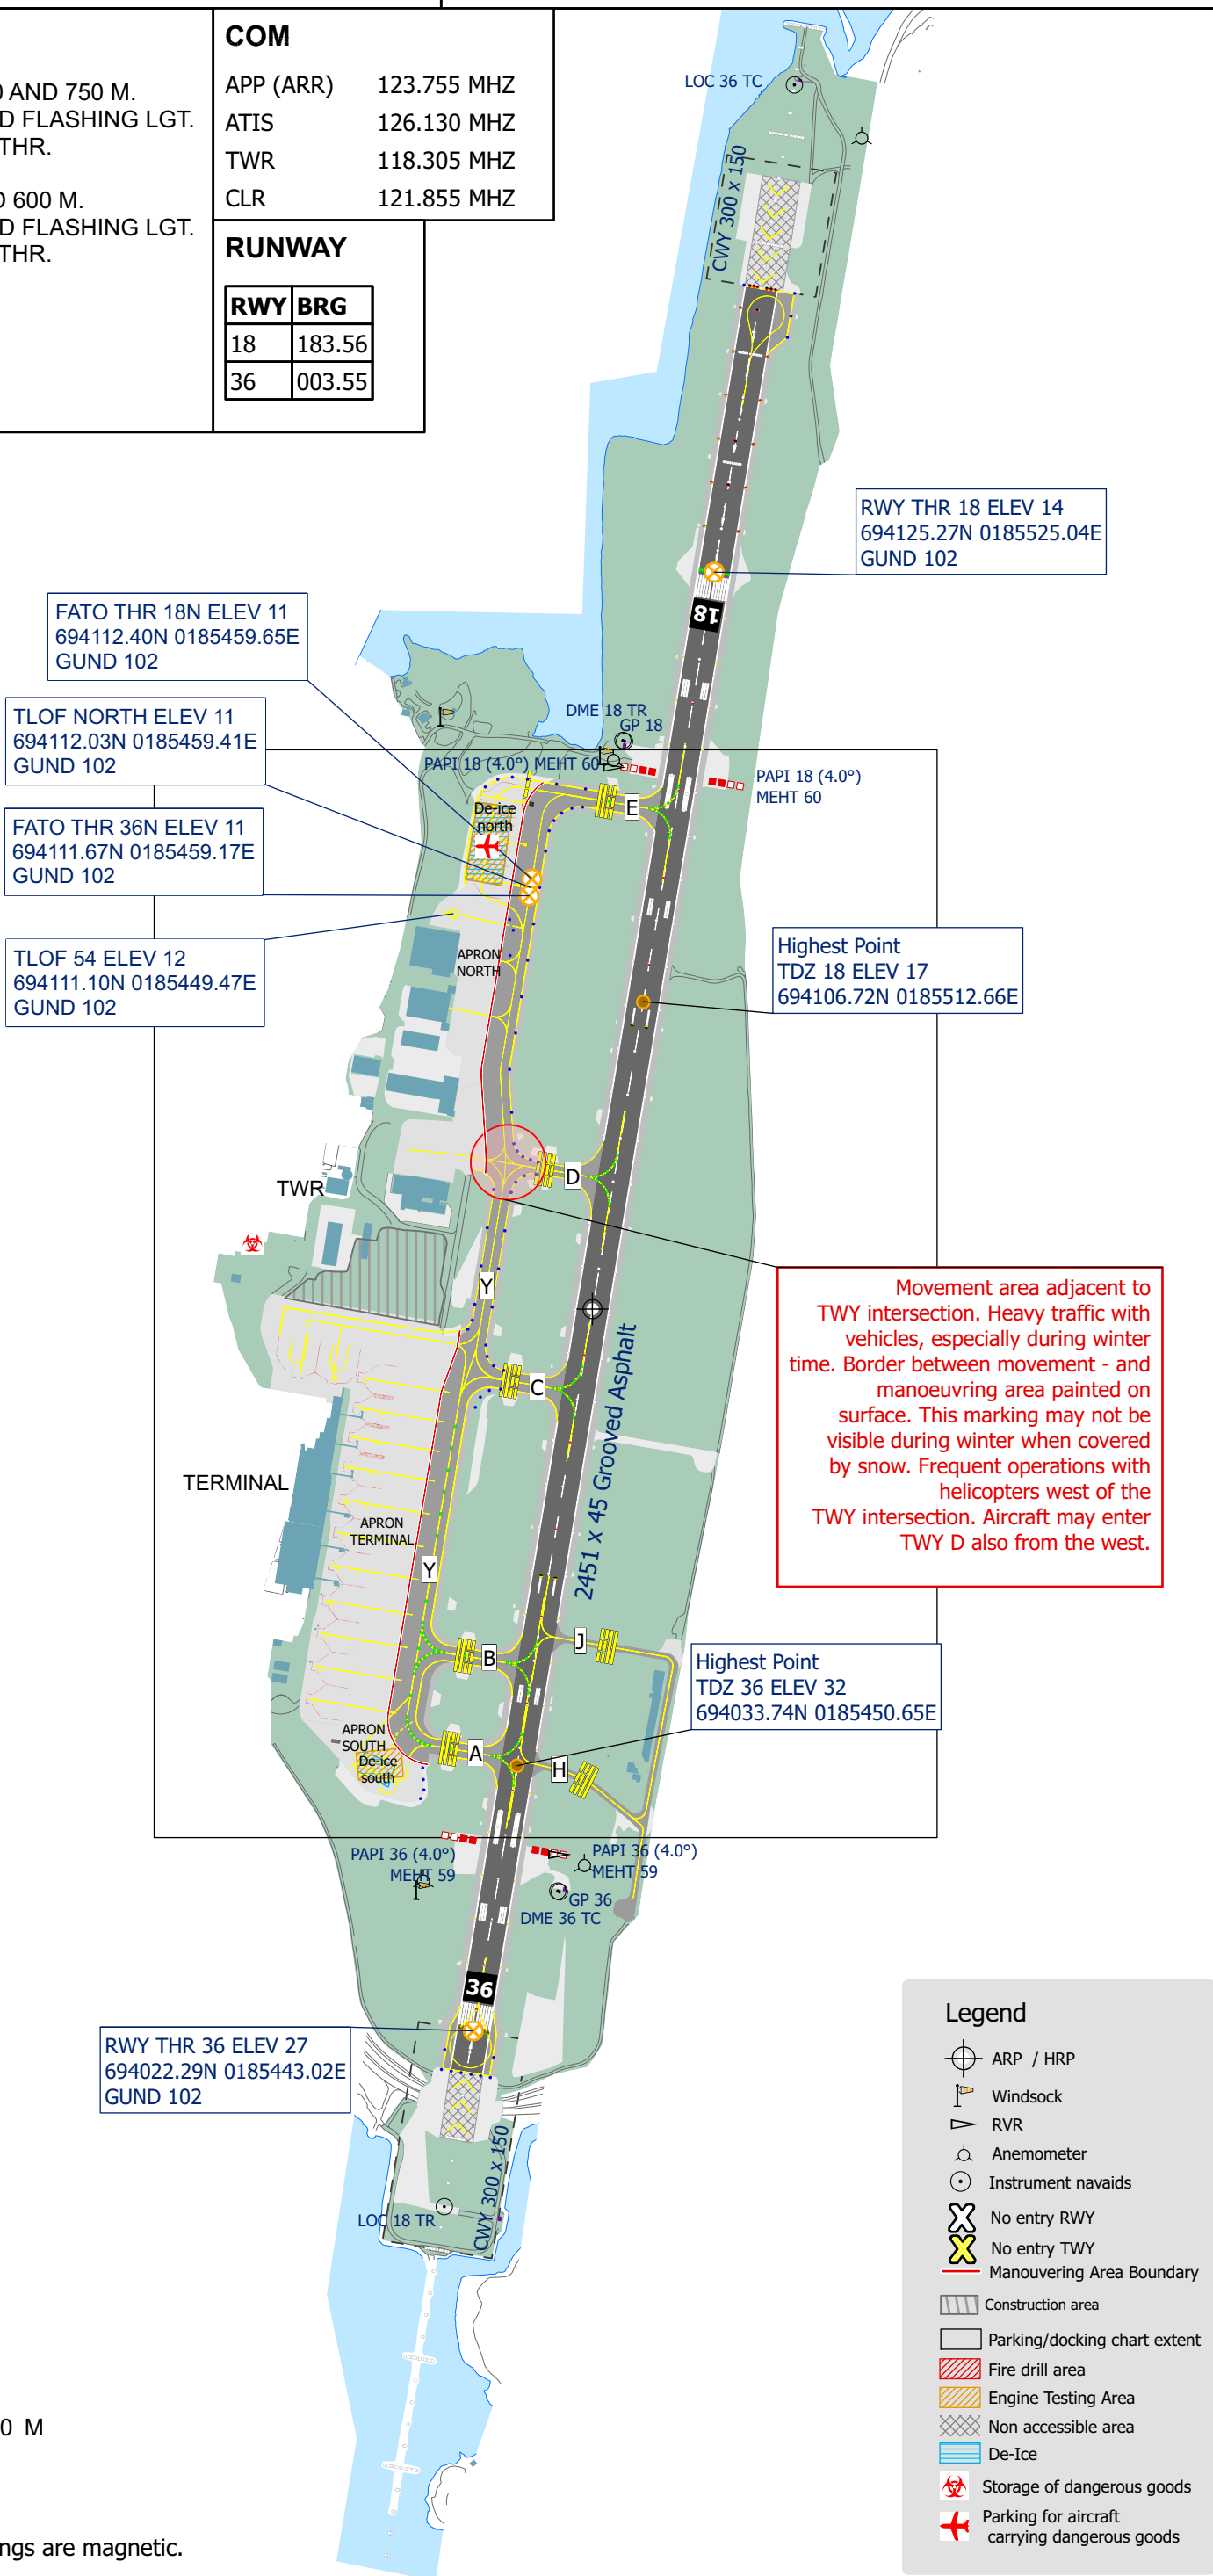 0 AND 750 M.
D FLASHING LGT.
THR.
D 600 M.
D FLASHING LGT.
THR.
COM
APP (ARR) 123.755 MHZ
ATIS 126.130 MHZ
TWR 118.305 MHZ
CLR 121.855 MHZ
RUNWAY
RWY BRG
18 183.56
36 003.55
LOC 36 TC
CWY 300 x 150
RWY THR 18 ELEV 14
694125.27N 0185525.04E
GUND 102
18
FATO THR 18N ELEV 11
694112.40N 0185459.65E
GUND 102
TLOF NORTH ELEV 11
694112.03N 0185459.41E
GUND 102
FATO THR 36N ELEV 11
694111.67N 0185459.17E
GUND 102
TLOF 54 ELEV 12
694111.10N 0185449.47E
GUND 102
DME 18 TR
GP 18
PAPI 18 (4.0°) MEHT 60
PAPI 18 (4.0°)
MEHT 60
De-ice
north
E
APRON
NORTH
Highest Point
TDZ 18 ELEV 17
694106.72N 0185512.66E
D
TWR
Y
C
2451 x 45 Grooved Asphalt
Movement area adjacent to
TWY intersection. Heavy traffic with
vehicles, especially during winter
time. Border between movement - and
manoeuvring area painted on
surface. This marking may not be
visible during winter when covered
by snow. Frequent operations with
helicopters west of the
TWY intersection. Aircraft may enter
TWY D also from the west.
TERMINAL
APRON
TERMINAL
Y
B
J
Highest Point
TDZ 36 ELEV 32
694033.74N 0185450.65E
APRON
SOUTH
De-ice
south
A
H
PAPI 36 (4.0°)
MEHT 59
PAPI 36 (4.0°)
MEHT 59
GP 36
DME 36 TC
36
RWY THR 36 ELEV 27
694022.29N 0185443.02E
GUND 102
CWY 300 x 150
LOC 18 TR
Legend
ARP / HRP
Windsock
RVR
Anemometer
Instrument navaids
No entry RWY
No entry TWY
Manouvering Area Boundary
Construction area
Parking/docking chart extent
Fire drill area
Engine Testing Area
Non accessible area
De-Ice
Storage of dangerous goods
Parking for aircraft
carrying dangerous goods
0 M
ngs are magnetic.